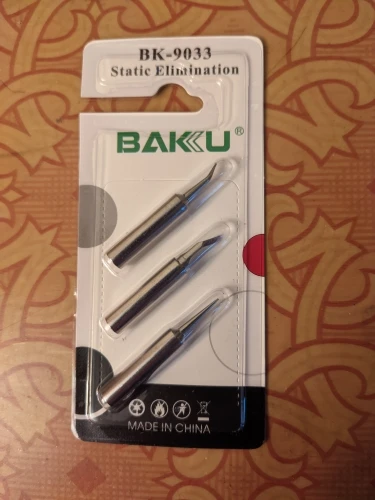 BK-9033
Static Elimination
BAKU®
MADE IN CHINA